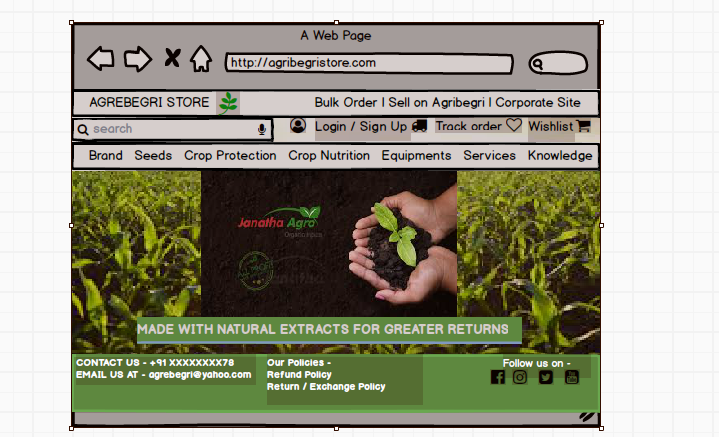 A Web Page
http://agribegristore.com
AGREBEGRI STORE
Bulk Order | Sell on Agribegri | Corporate Site
search
Login / Sign Up
Track order
Wishlist
Brand Seeds Crop Protection Crop Nutrition Equipments Services Knowledge
Janatha Agro
MADE WITH NATURAL EXTRACTS FOR GREATER RETURNS
CONTACT US - +91 XXXXXXXX78
EMAIL US AT - agrebegri@yahoo.com
Our Policies -
Refund Policy
Return / Exchange Policy
Follow us on -